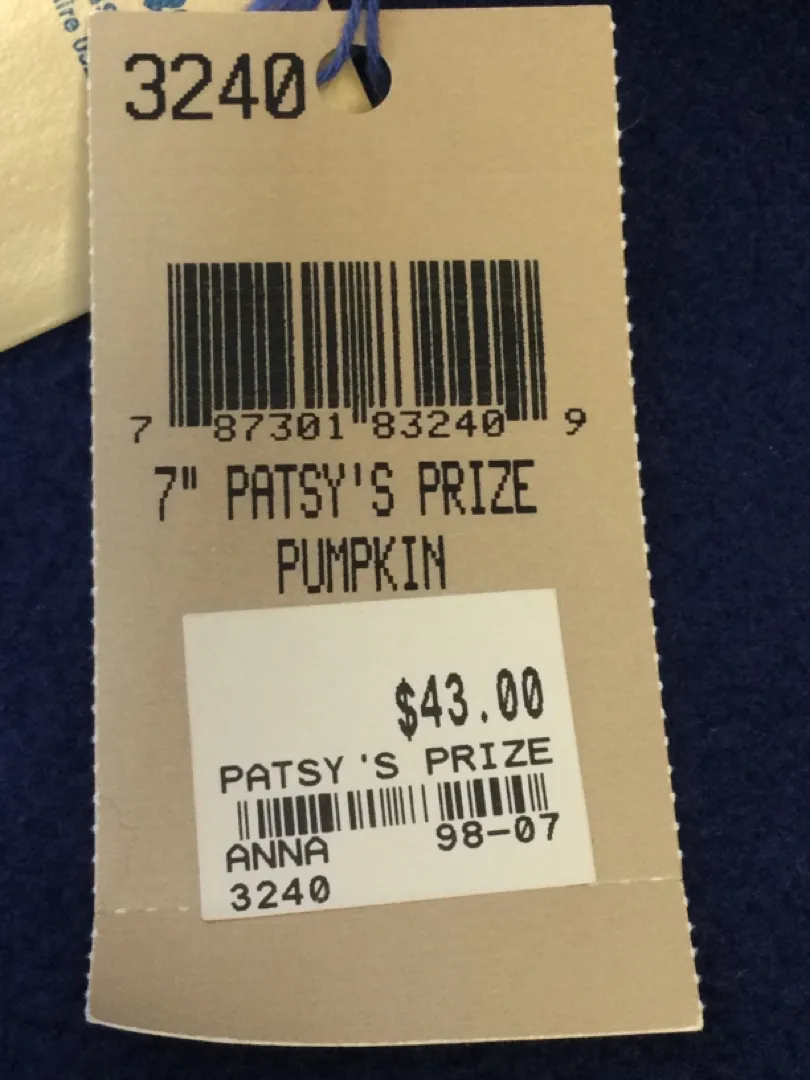 3240
7 87301 83240 9
7" PATSY'S PRIZE
PUMPKIN
$43.00
PATSY'S PRIZE
ANNA 98-07
3240